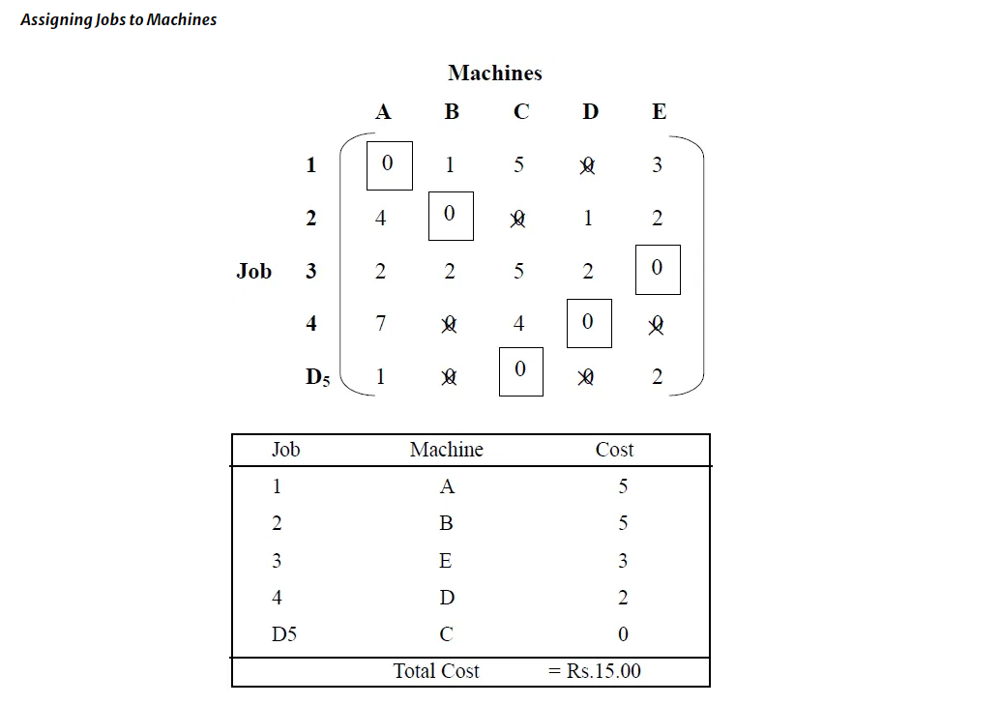 Assigning Jobs to Machines
Machines
A B C D E
1 0 1 5 0 3
2 4 0 0 1 2
Job 3 2 2 5 2 0
4 7 0 4 0 0
D5 1 0 0 0 2
Job Machine Cost
1 A 5
2 B 5
3 E 3
4 D 2
D5 C 0
Total Cost = Rs.15.00